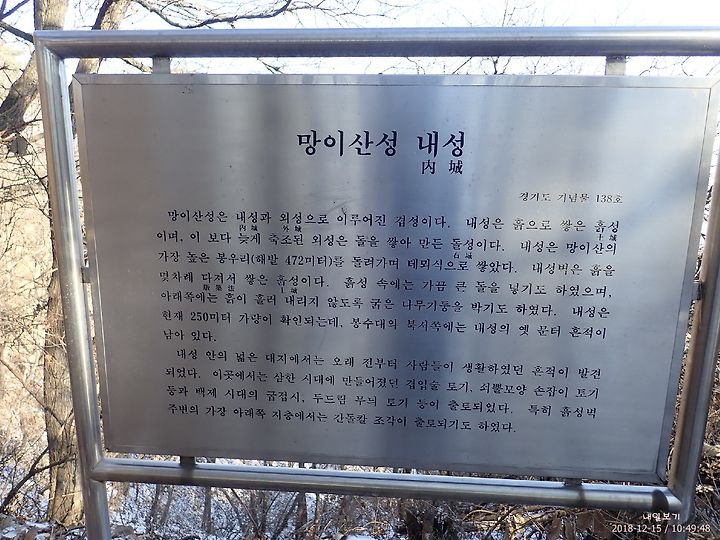 망이산성 내성
內 城
경기도 기념물 138호
망이산성은 내성과 외성으로 이루어진 겹성이다. 내성은 흙으로 쌓은 흙성
內城 外城 土城
이며, 이 보다 늦게 축조된 외성은 돌을 쌓아 만든 돌성이다. 내성은 망이산의
石城
가장 높은 봉우리(해발 472미터)를 돌려가며 테뫼식으로 쌓았다. 내성벽은 흙을
몇차례 다져서 쌓은 흙성이다. 흙성 속에는 가끔 큰 돌을 넣기도 하였으며,
版築法 土城
아래쪽에는 흙이 흘러 내리지 않도록 굵은 나무기둥을 박기도 하였다. 내성은
현재 250미터 가량이 확인되는데, 봉수대의 북서쪽에는 내성의 옛 문터 흔적이
남아 있다.
내성 안의 넓은 대지에서는 오래 전부터 사람들이 생활하였던 흔적이 발견
되었다. 이곳에서는 삼한 시대에 만들어졌던 겹입술 토기, 쇠뿔모양 손잡이 토기
등과 백제 시대의 굽접시, 두드림 무늬 토기 등이 출토되었다. 특히 흙성벽
주변의 가장 아래쪽 지층에서는 간돌칼 조각이 출토되기도 하였다.
내일보기
2018-12-15 / 10:49:48